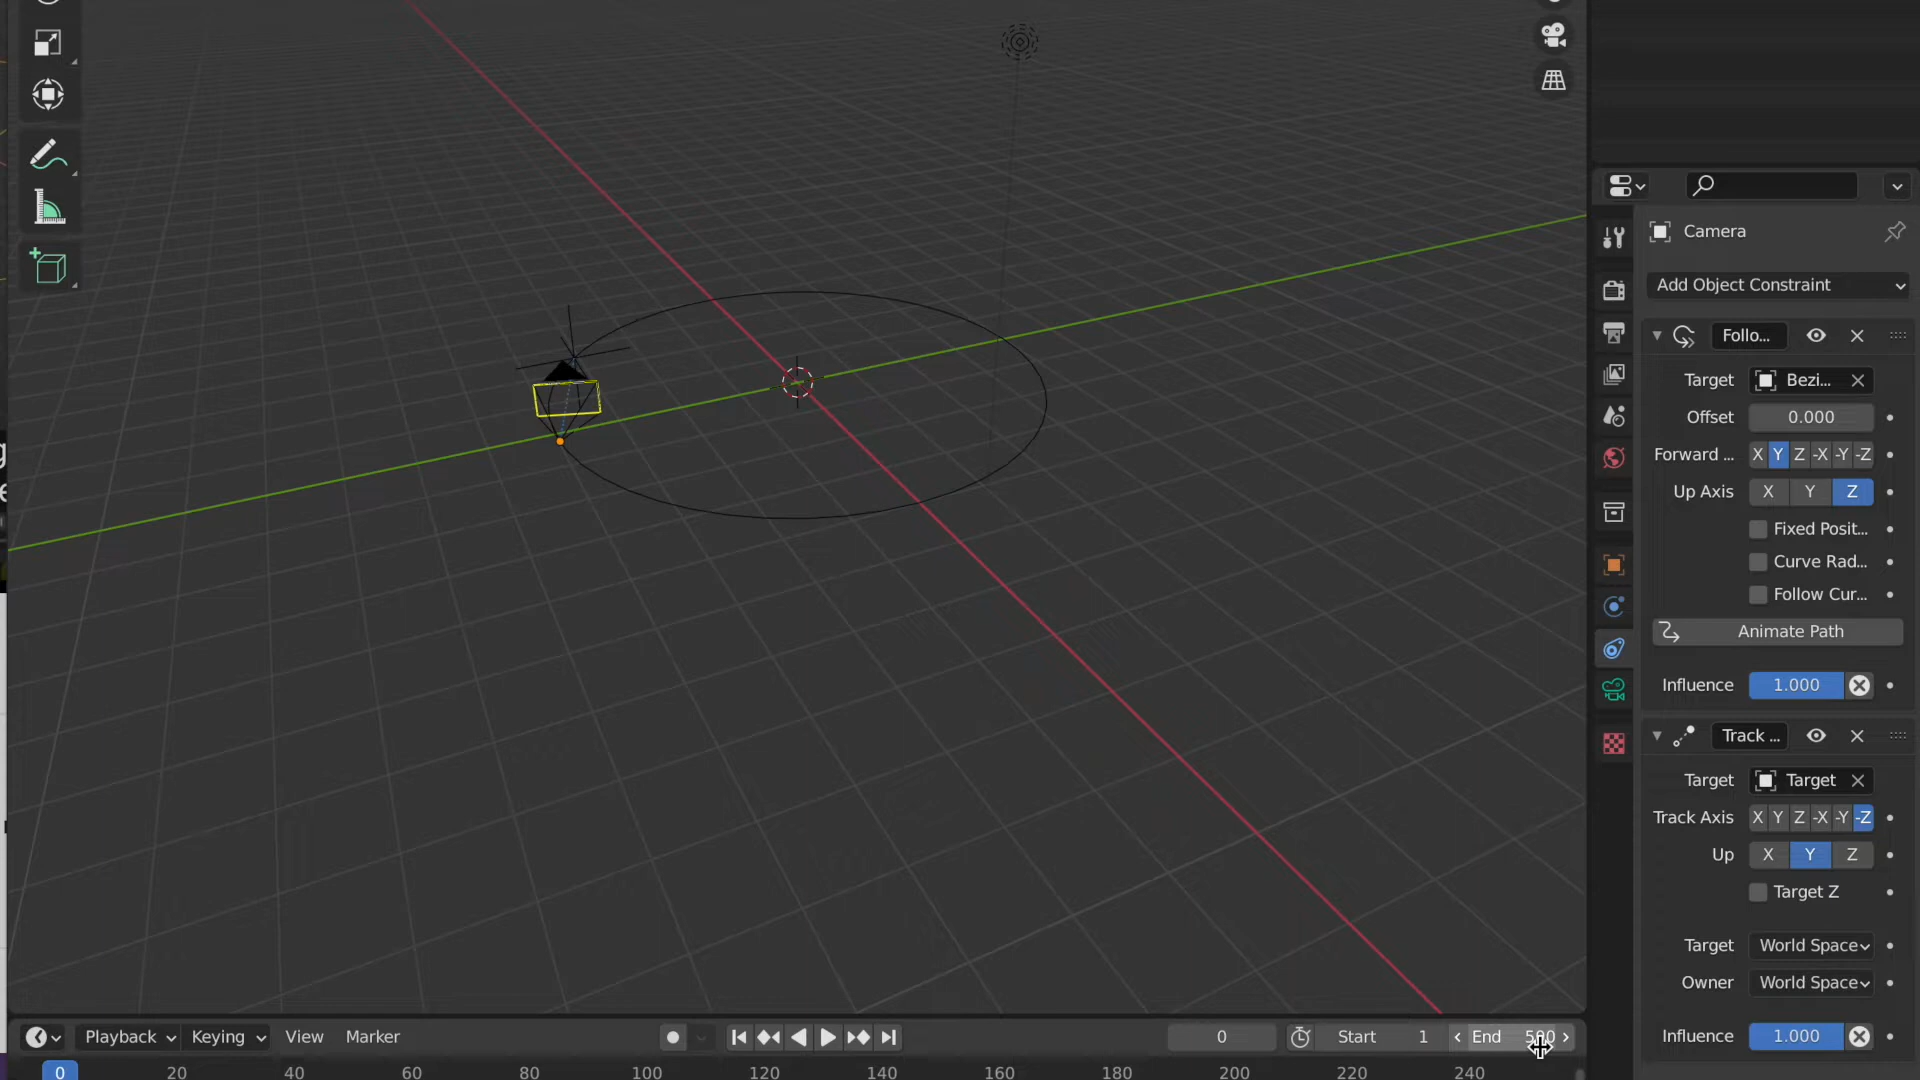 Camera
Add Object Constraint
Follo...
Target Bezi...
Offset 0.000
Forward ... X Y Z -X -Y -Z
Up Axis X Y Z
Fixed Posit...
Curve Rad...
Follow Cur...
Animate Path
Influence 1.000
Track ...
Target Target
Track Axis X Y Z -X -Y -Z
Up X Y Z
Target Z
Target World Space
Owner World Space
Influence 1.000
Playback Keying View Marker 0 Start 1 End
0 20 40 60 80 100 120 140 160 180 200 220 240